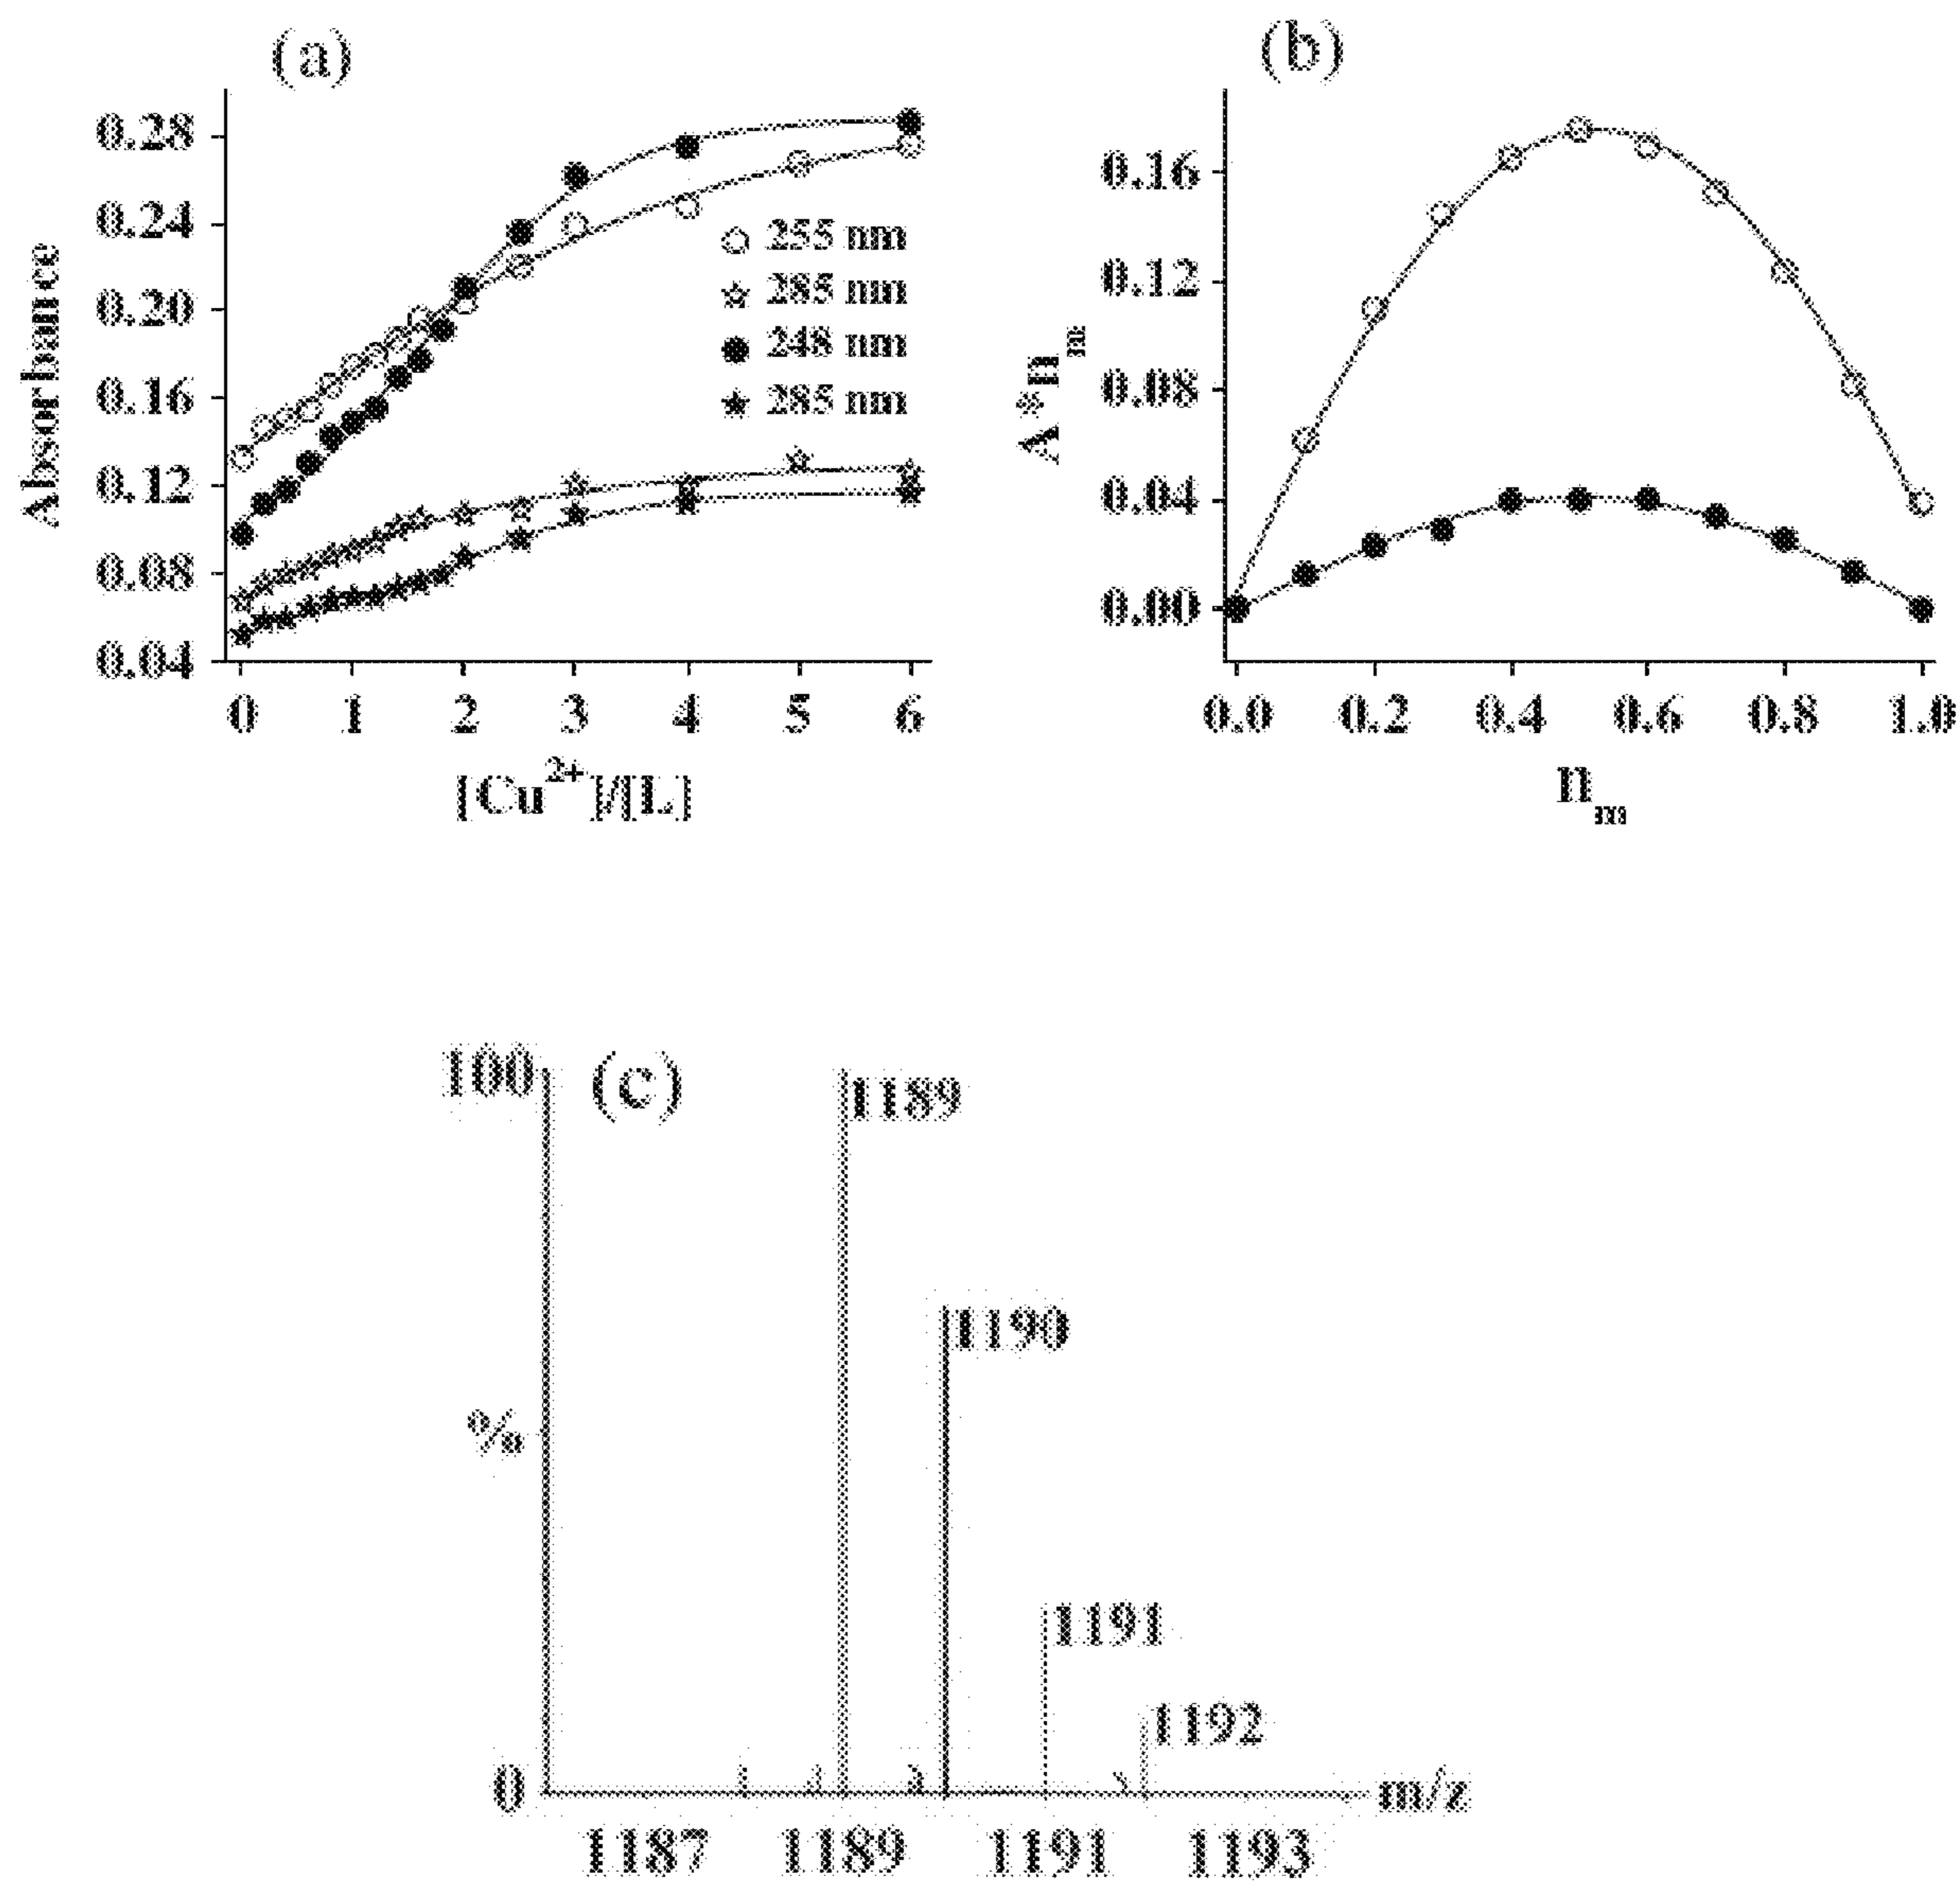 (a)
0.28
0.24
0.20
0.16
0.12
0.08
0.04
Absorbance
255 nm
285 nm
248 nm
285 nm
0 1 2 3 4 5 6
[Cu²⁺]/[L]
(b)
0.16
0.12
0.08
0.04
0.00
A*nₘ
0.0 0.2 0.4 0.6 0.8 1.0
nₘ
(c)
100
%
0
1189
1190
1191
1192
m/z
1187 1189 1191 1193